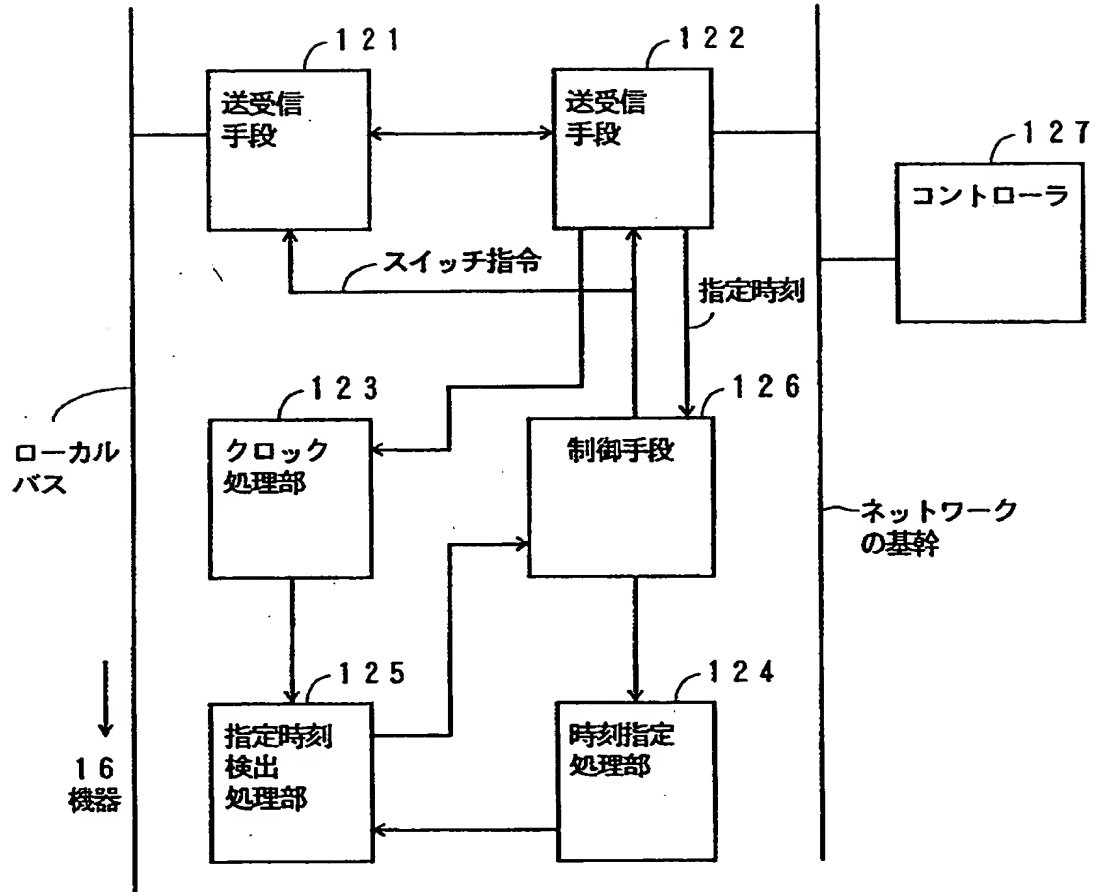 121
122
送受信
手段
送受信
手段
127
コントローラ
スイッチ指令
指定時刻
123
126
ローカル
バス
クロック
処理部
制御手段
ネットワーク
の基幹
125
124
指定時刻
検出
処理部
時刻指定
処理部
16
機器